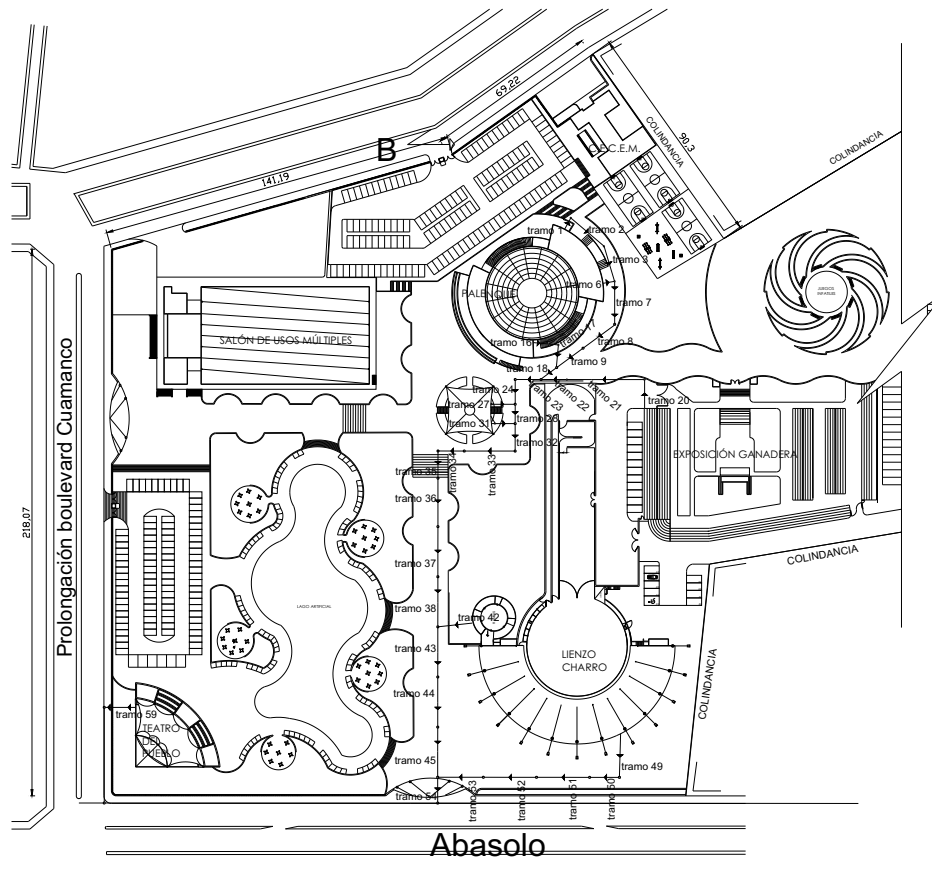 69.22
B
C.E.C.E.M.
COLINDANCIA
90.3
COLINDANCIA
141.19
tramo 1
tramo 2
tramo 3
tramo 6
PALENQUE
tramo 7
JUEGOS
INFANTILES
tramo 17
tramo 16
tramo 8
tramo 9
tramo 18
SALÓN DE USOS MÚLTIPLES
tramo 24
tramo 23
tramo 22
tramo 21
tramo 20
tramo 27
tramo 28
tramo 31
tramo 32
tramo 34
tramo 33
EXPOSICIÓN GANADERA
tramo 35
tramo 36
218.07
Prolongación boulevard Cuamanco
tramo 37
COLINDANCIA
LAGO ARTIFICIAL
tramo 38
tramo 42
tramo 43
LIENZO
CHARRO
COLINDANCIA
tramo 44
tramo 59
TEATRO
DEL
PUEBLO
tramo 45
tramo 49
tramo 54
tramo 53
tramo 52
tramo 51
tramo 50
Abasolo